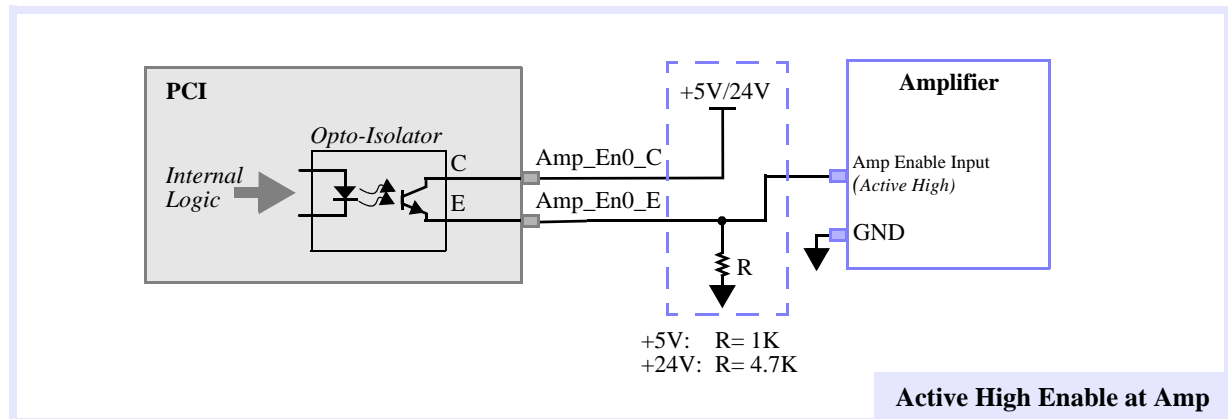 PCI
Opto-Isolator
Internal
Logic
C
E
Amp_En0_C
Amp_En0_E
+5V/24V
R
+5V: R= 1K
+24V: R= 4.7K
Amplifier
Amp Enable Input
(Active High)
GND
Active High Enable at Amp